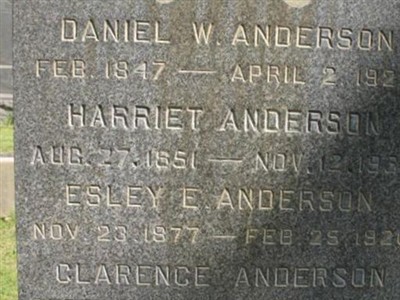 DANIEL W. ANDERSON
FEB. 1847 — APRIL 2, 192
HARRIET ANDERSON
AUG. 27, 1851 — NOV. 12, 193
ESLEY E. ANDERSON
NOV. 23, 1877 — FEB. 25, 192
CLARENCE ANDERSON